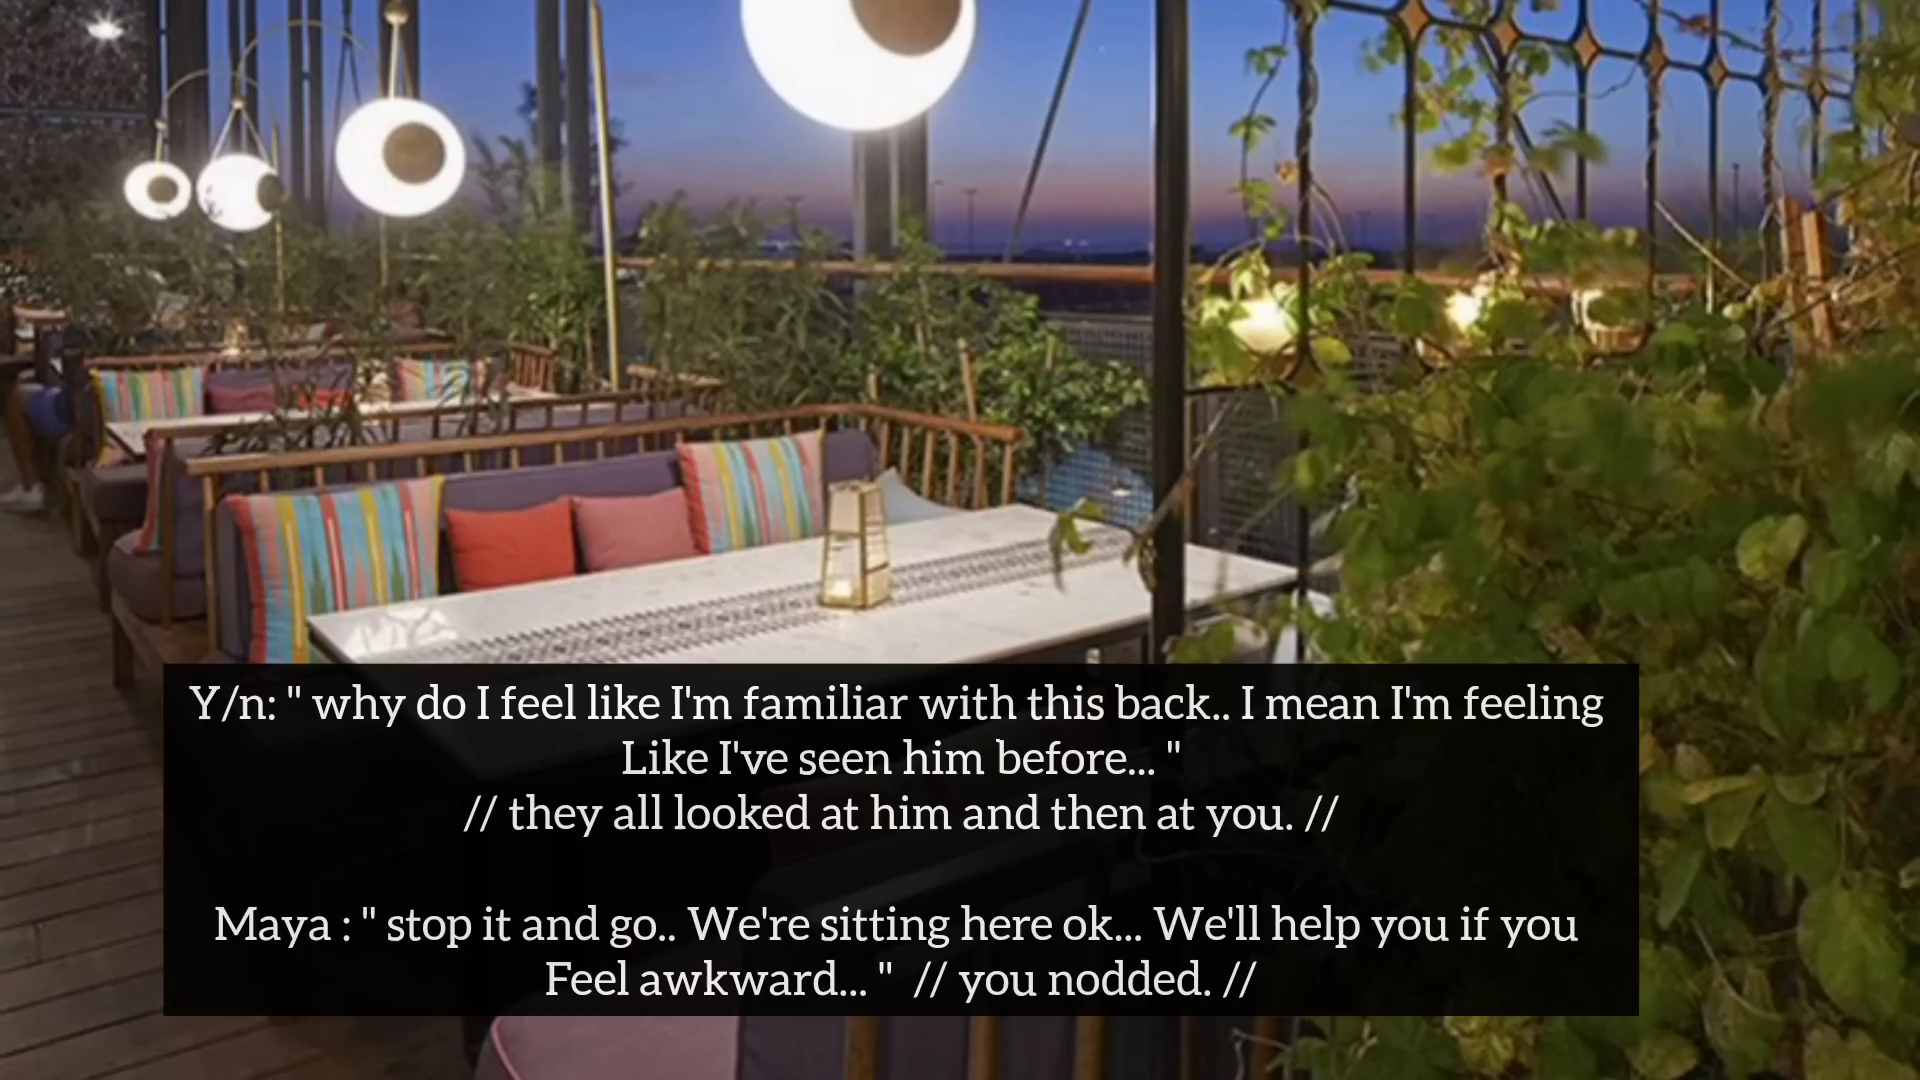 Y/n: " why do I feel like I'm familiar with this back.. I mean I'm feeling
Like I've seen him before... "
// they all looked at him and then at you. //
Maya : " stop it and go.. We're sitting here ok... We'll help you if you
Feel awkward... "  // you nodded. //